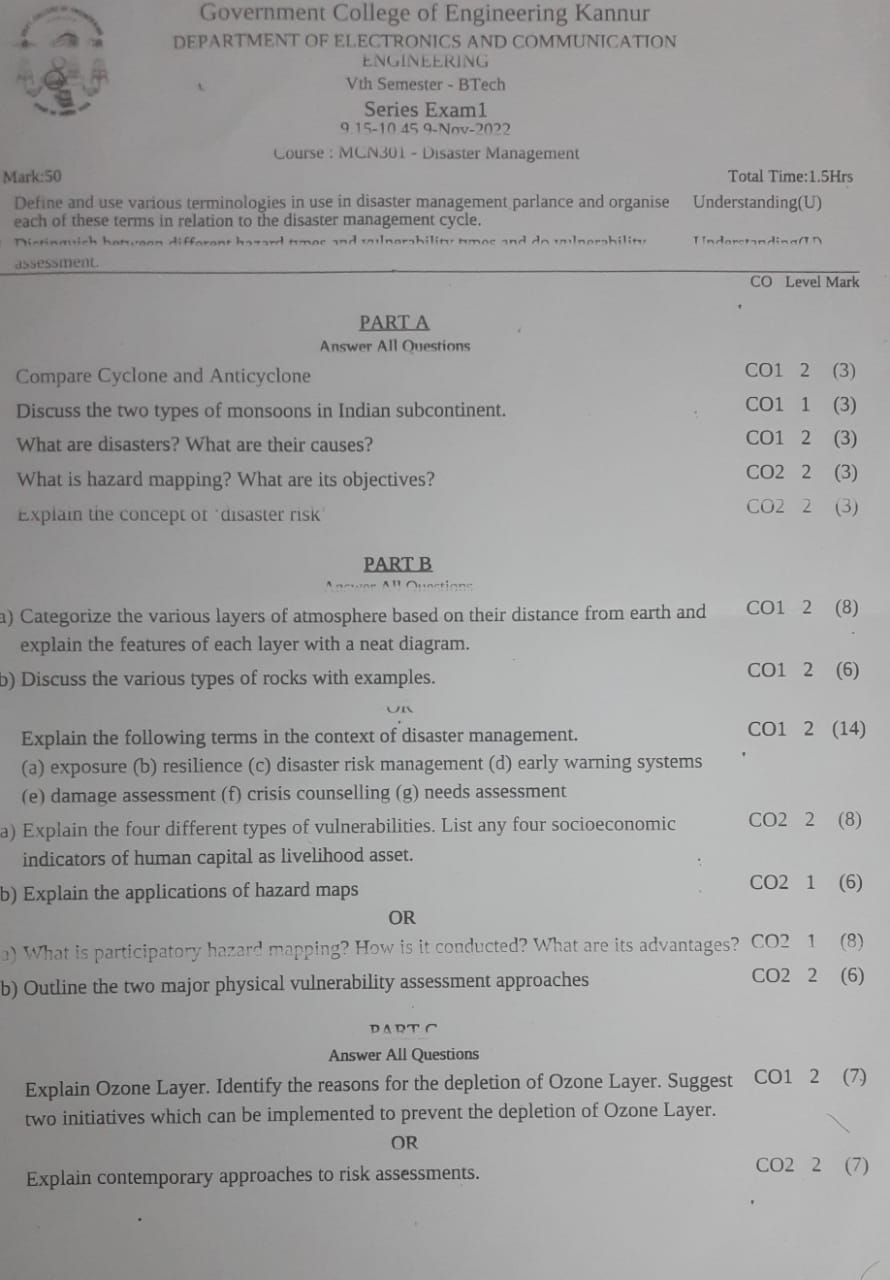 Government College of Engineering Kannur
DEPARTMENT OF ELECTRONICS AND COMMUNICATION
ENGINEERING
Vth Semester - BTech
Series Exam1
9.15-10.45 9-Nov-2022
Course : MCN301 - Disaster Management
Mark:50 Total Time:1.5Hrs
Define and use various terminologies in use in disaster management parlance and organise Understanding(U)
each of these terms in relation to the disaster management cycle.
Distinguish between different hazard types and vulnerability types and do vulnerability Understanding(U)
assessment.
CO Level Mark
PART A
Answer All Questions
Compare Cyclone and Anticyclone CO1 2 (3)
Discuss the two types of monsoons in Indian subcontinent. CO1 1 (3)
What are disasters? What are their causes? CO1 2 (3)
What is hazard mapping? What are its objectives? CO2 2 (3)
Explain the concept of 'disaster risk' CO2 2 (3)
PART B
Answer All Questions
a) Categorize the various layers of atmosphere based on their distance from earth and CO1 2 (8)
explain the features of each layer with a neat diagram.
b) Discuss the various types of rocks with examples. CO1 2 (6)
OR
Explain the following terms in the context of disaster management. CO1 2 (14)
(a) exposure (b) resilience (c) disaster risk management (d) early warning systems
(e) damage assessment (f) crisis counselling (g) needs assessment
a) Explain the four different types of vulnerabilities. List any four socioeconomic CO2 2 (8)
indicators of human capital as livelihood asset.
b) Explain the applications of hazard maps CO2 1 (6)
OR
a) What is participatory hazard mapping? How is it conducted? What are its advantages? CO2 1 (8)
b) Outline the two major physical vulnerability assessment approaches CO2 2 (6)
PART C
Answer All Questions
Explain Ozone Layer. Identify the reasons for the depletion of Ozone Layer. Suggest CO1 2 (7)
two initiatives which can be implemented to prevent the depletion of Ozone Layer.
OR
Explain contemporary approaches to risk assessments. CO2 2 (7)